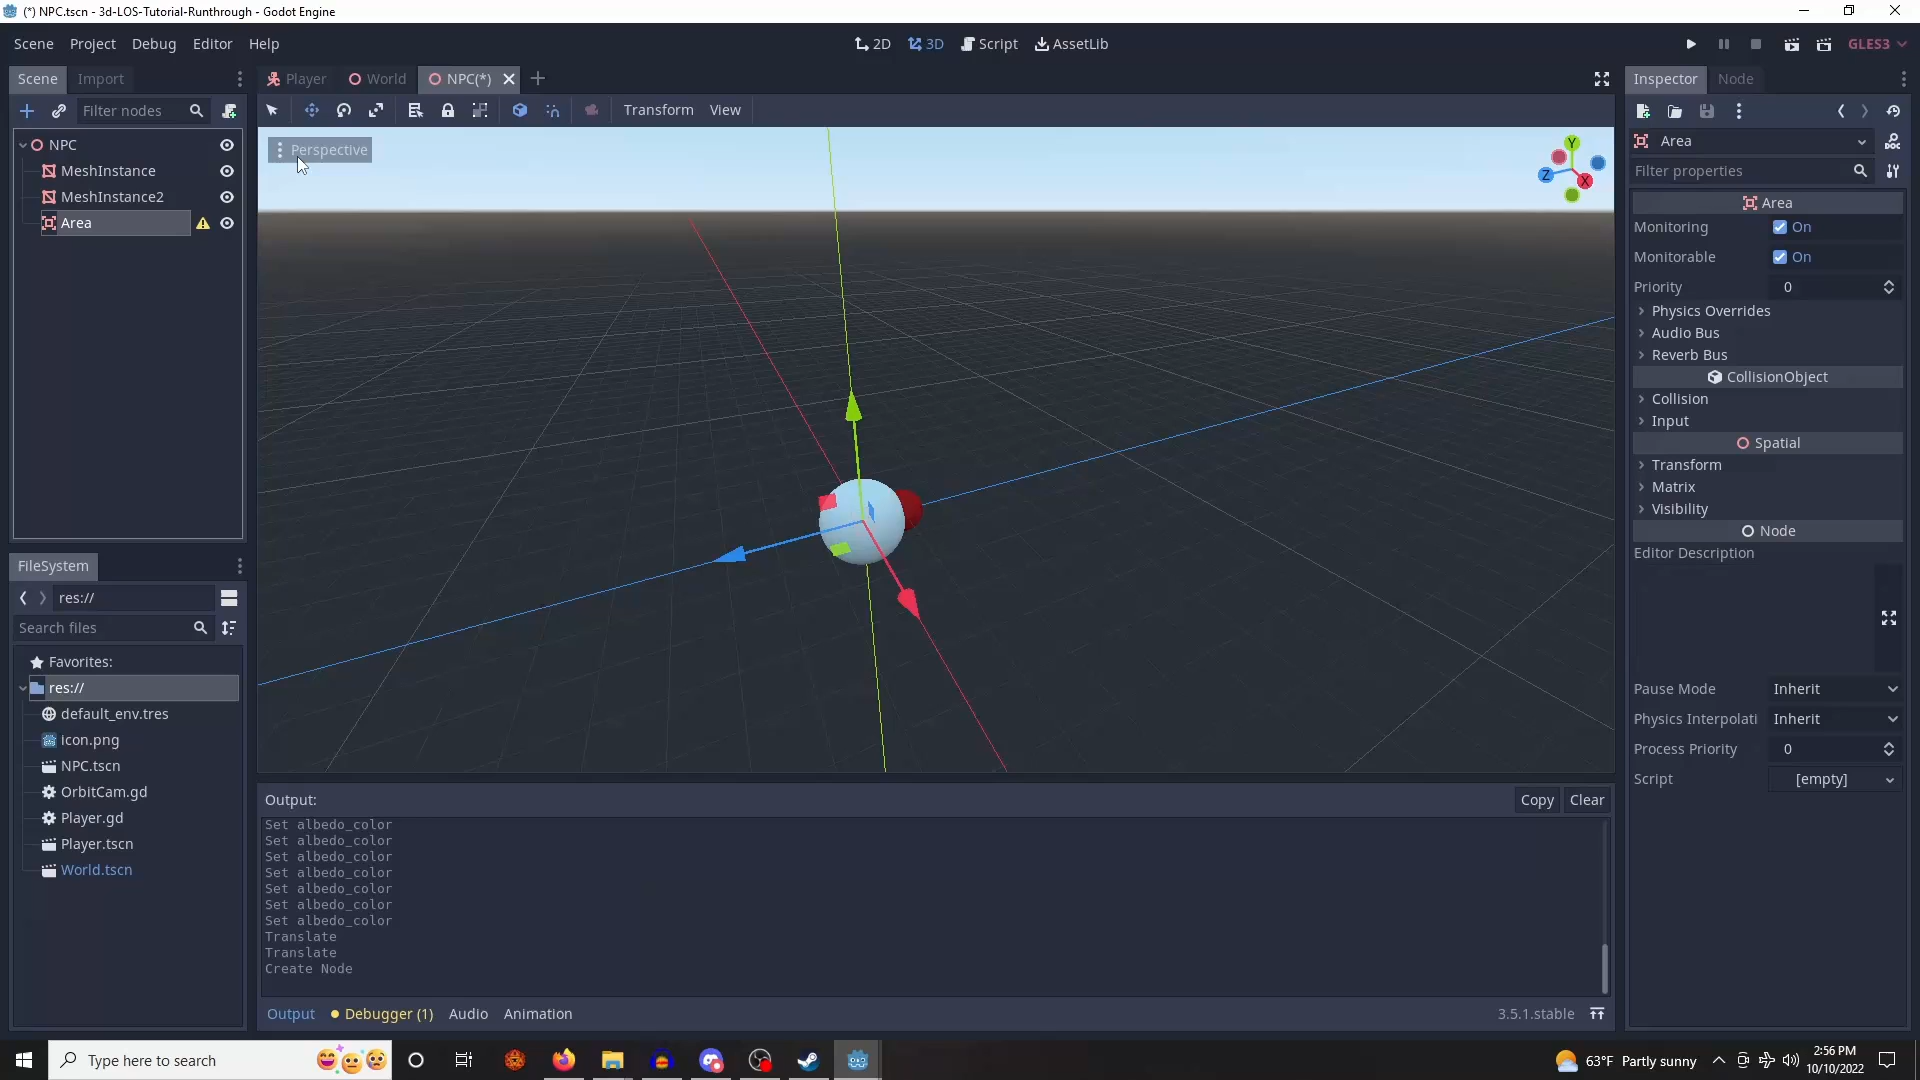 (*) NPC.tscn - 3d-LOS-Tutorial-Runthrough - Godot Engine
Scene Project Debug Editor Help
2D 3D Script AssetLib
GLES3
Scene Import
Player World NPC(*)
Inspector Node
Filter nodes
Transform View
NPC
MeshInstance
MeshInstance2
Area
Perspective
Y
Z
X
Area
Filter properties
Area
Monitoring On
Monitorable On
Priority 0
Physics Overrides
Audio Bus
Reverb Bus
CollisionObject
Collision
Input
Spatial
Transform
Matrix
Visibility
Node
Editor Description
Pause Mode Inherit
Physics Interpolati Inherit
Process Priority 0
Script [empty]
FileSystem
res://
Search files
Favorites:
res://
default_env.tres
icon.png
NPC.tscn
OrbitCam.gd
Player.gd
Player.tscn
World.tscn
Output:
Copy Clear
Set albedo_color
Set albedo_color
Set albedo_color
Set albedo_color
Set albedo_color
Set albedo_color
Set albedo_color
Translate
Translate
Create Node
Output Debugger (1) Audio Animation
3.5.1.stable
Type here to search
63°F Partly sunny
2:56 PM
10/10/2022